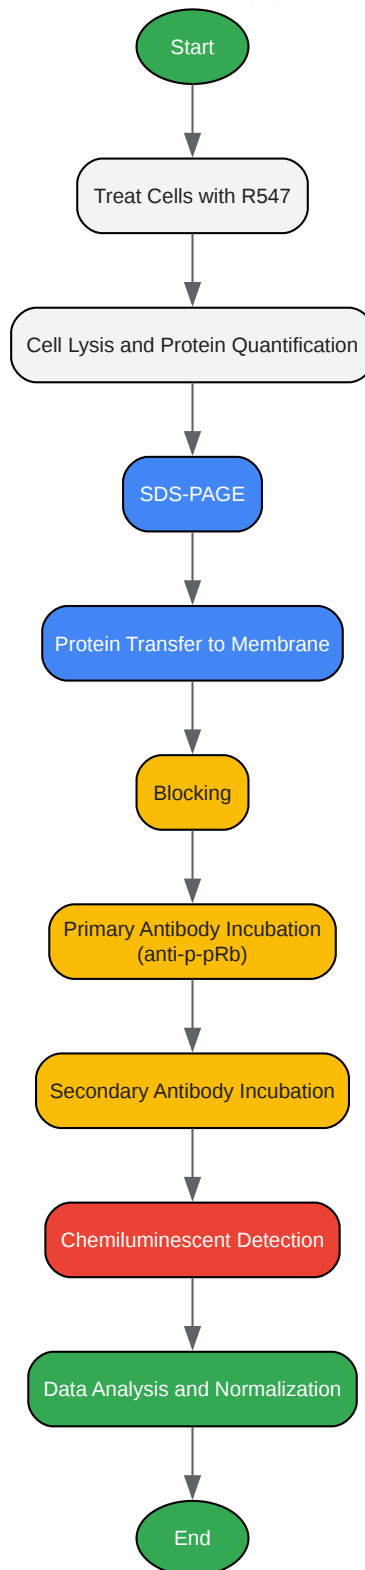 Start
Treat Cells with R547
Cell Lysis and Protein Quantification
SDS-PAGE
Protein Transfer to Membrane
Blocking
Primary Antibody Incubation
(anti-p-pRb)
Secondary Antibody Incubation
Chemiluminescent Detection
Data Analysis and Normalization
End